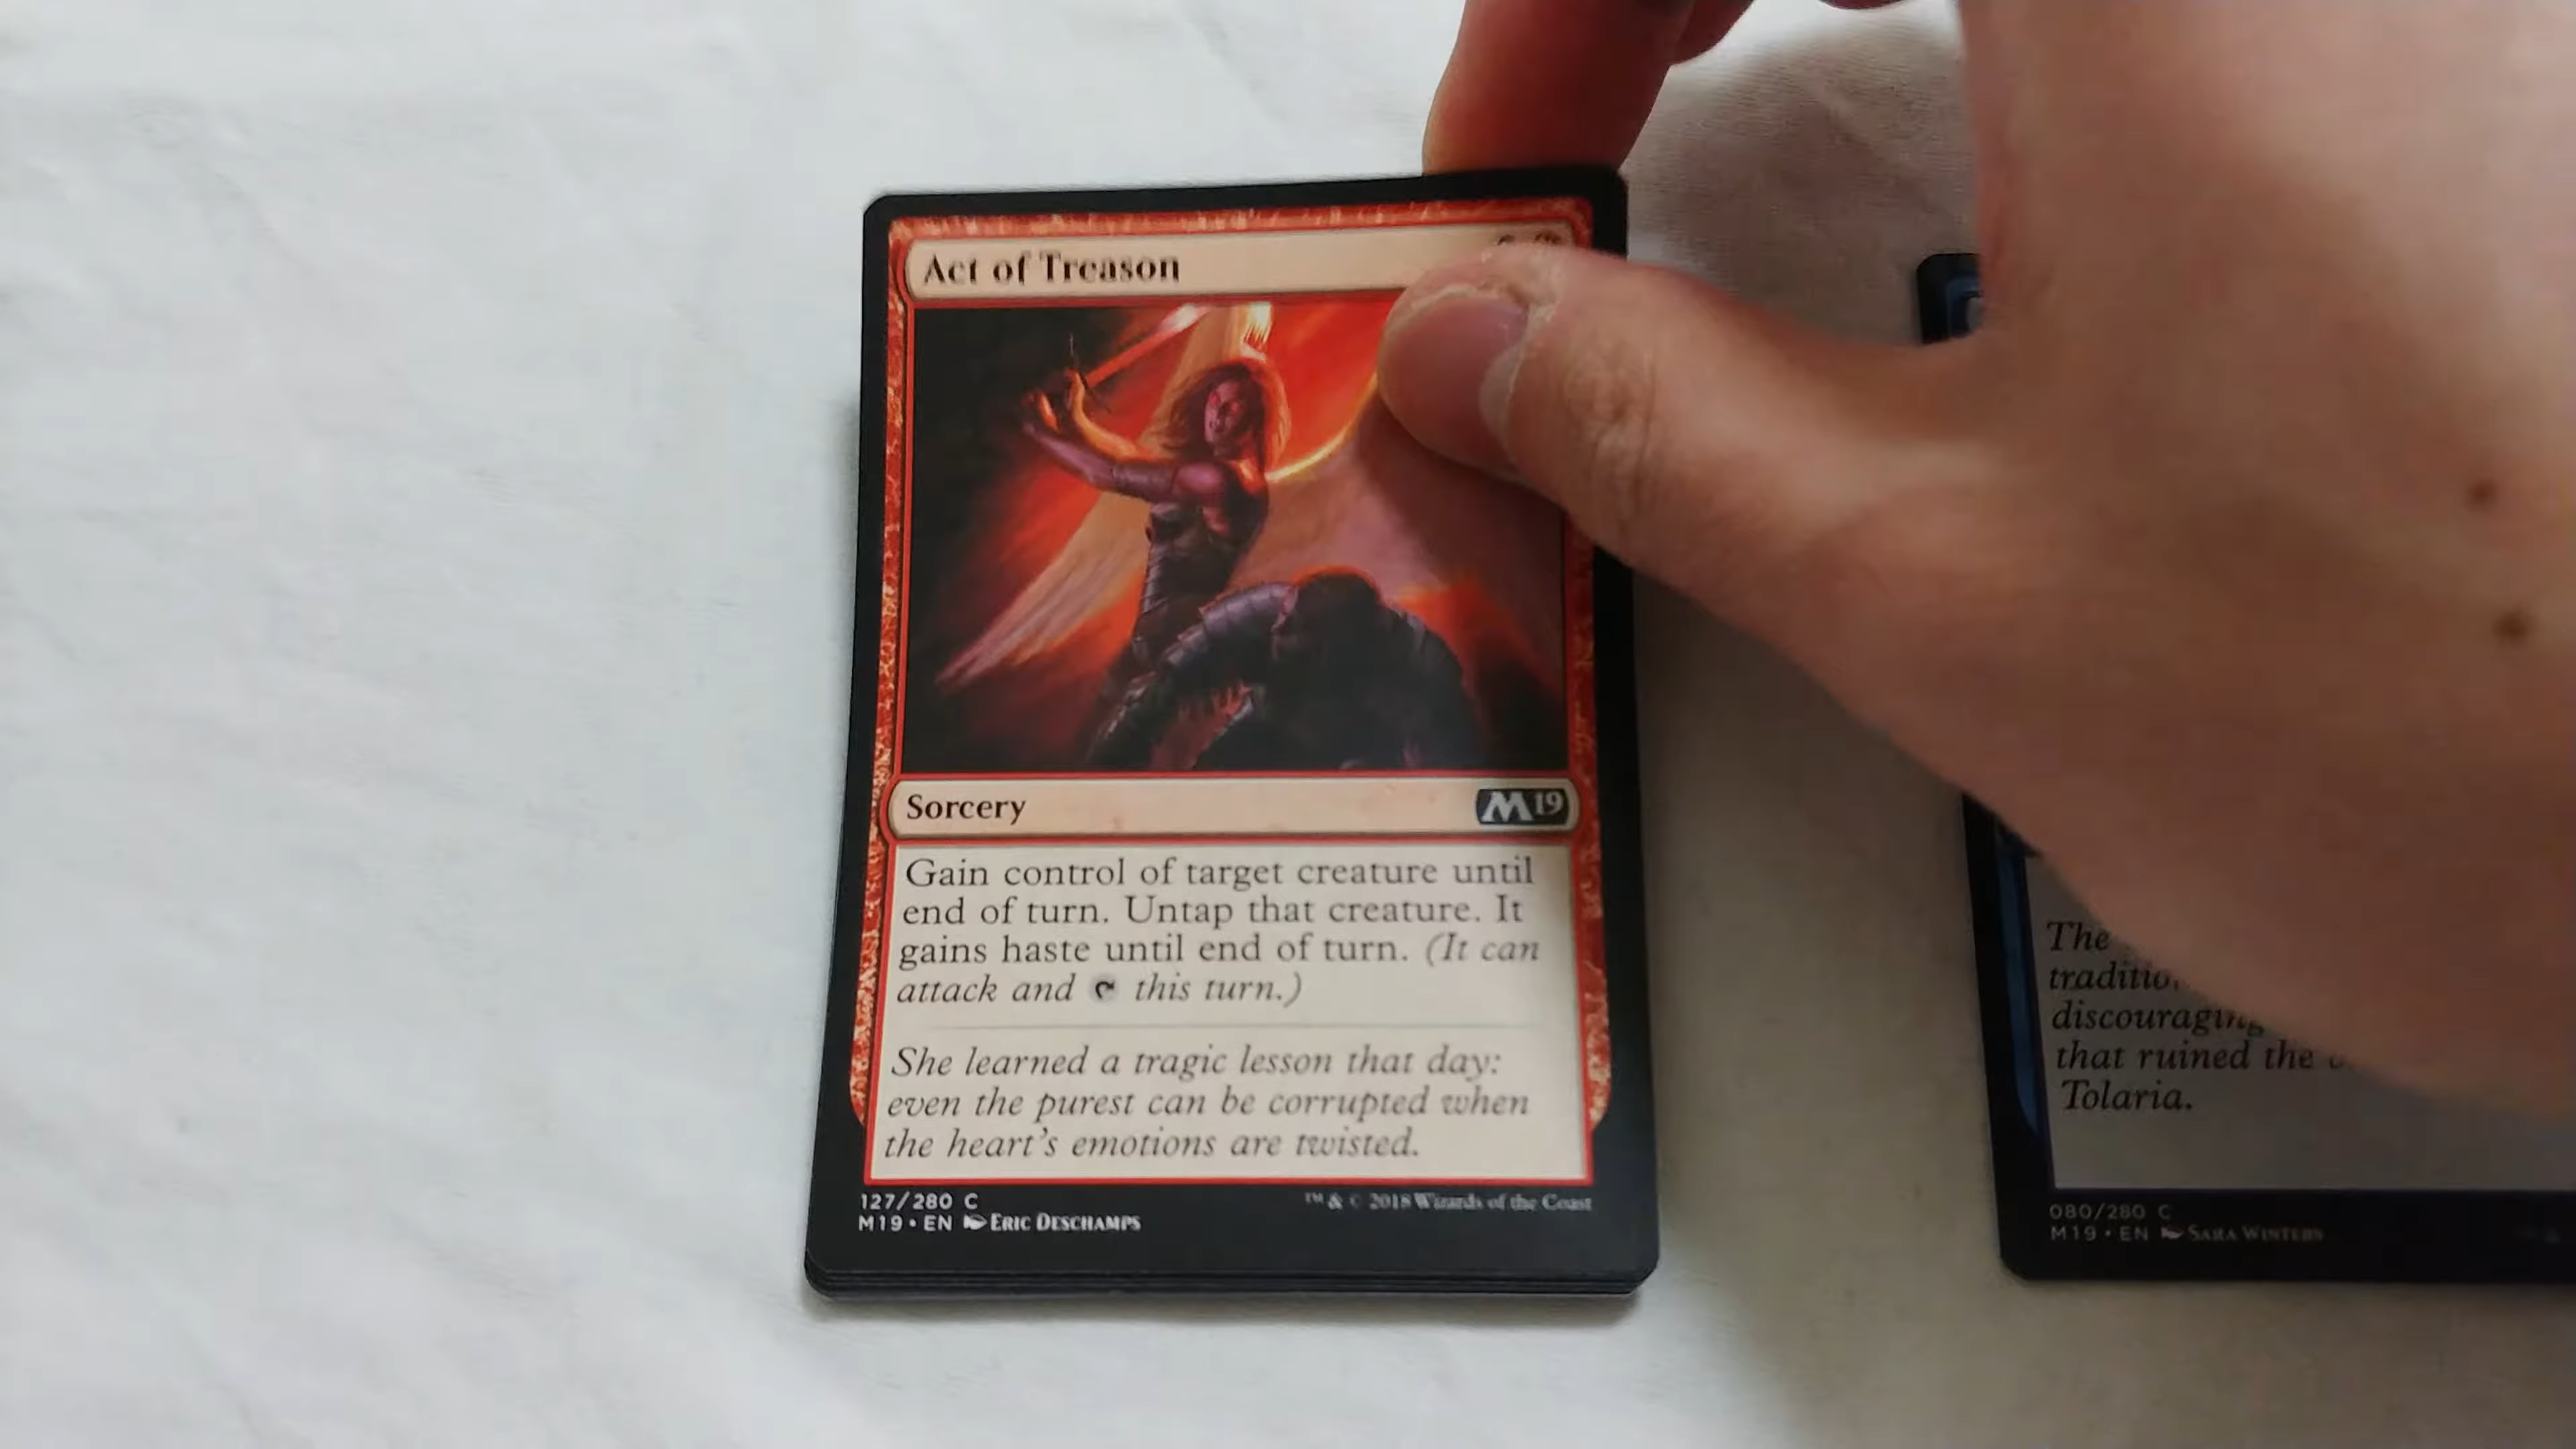 Act of Treason
Sorcery
M19
Gain control of target creature until
end of turn. Untap that creature. It
gains haste until end of turn. (It can
attack and this turn.)
She learned a tragic lesson that day:
even the purest can be corrupted when
the heart's emotions are twisted.
127/280 C
M19 • EN ERIC DESCHAMPS
™ & © 2018 Wizards of the Coast
The
discouraging
that ruined the
Tolaria.
080/280 C
M19 • EN SARA WINTERS